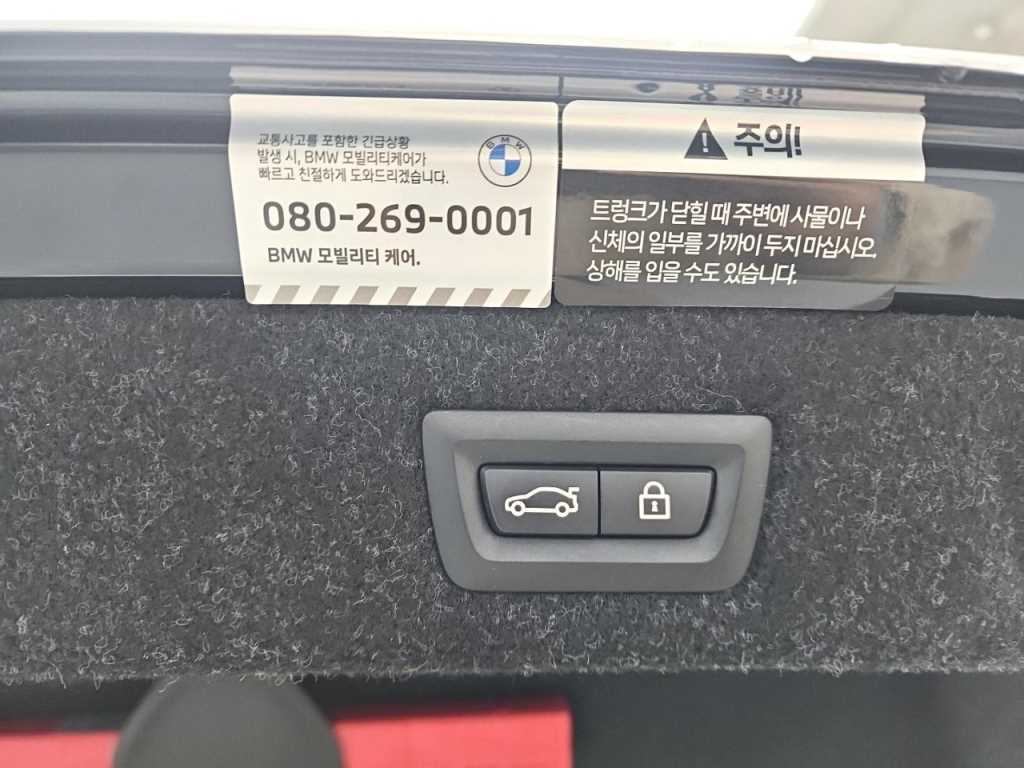 교통사고를 포함한 긴급상황
발생 시, BMW 모빌리티케어가
빠르고 친절하게 도와드리겠습니다.
BMW
080-269-0001
BMW 모빌리티 케어.
주의!
트렁크가 닫힐 때 주변에 사물이나
신체의 일부를 가까이 두지 마십시오.
상해를 입을 수도 있습니다.